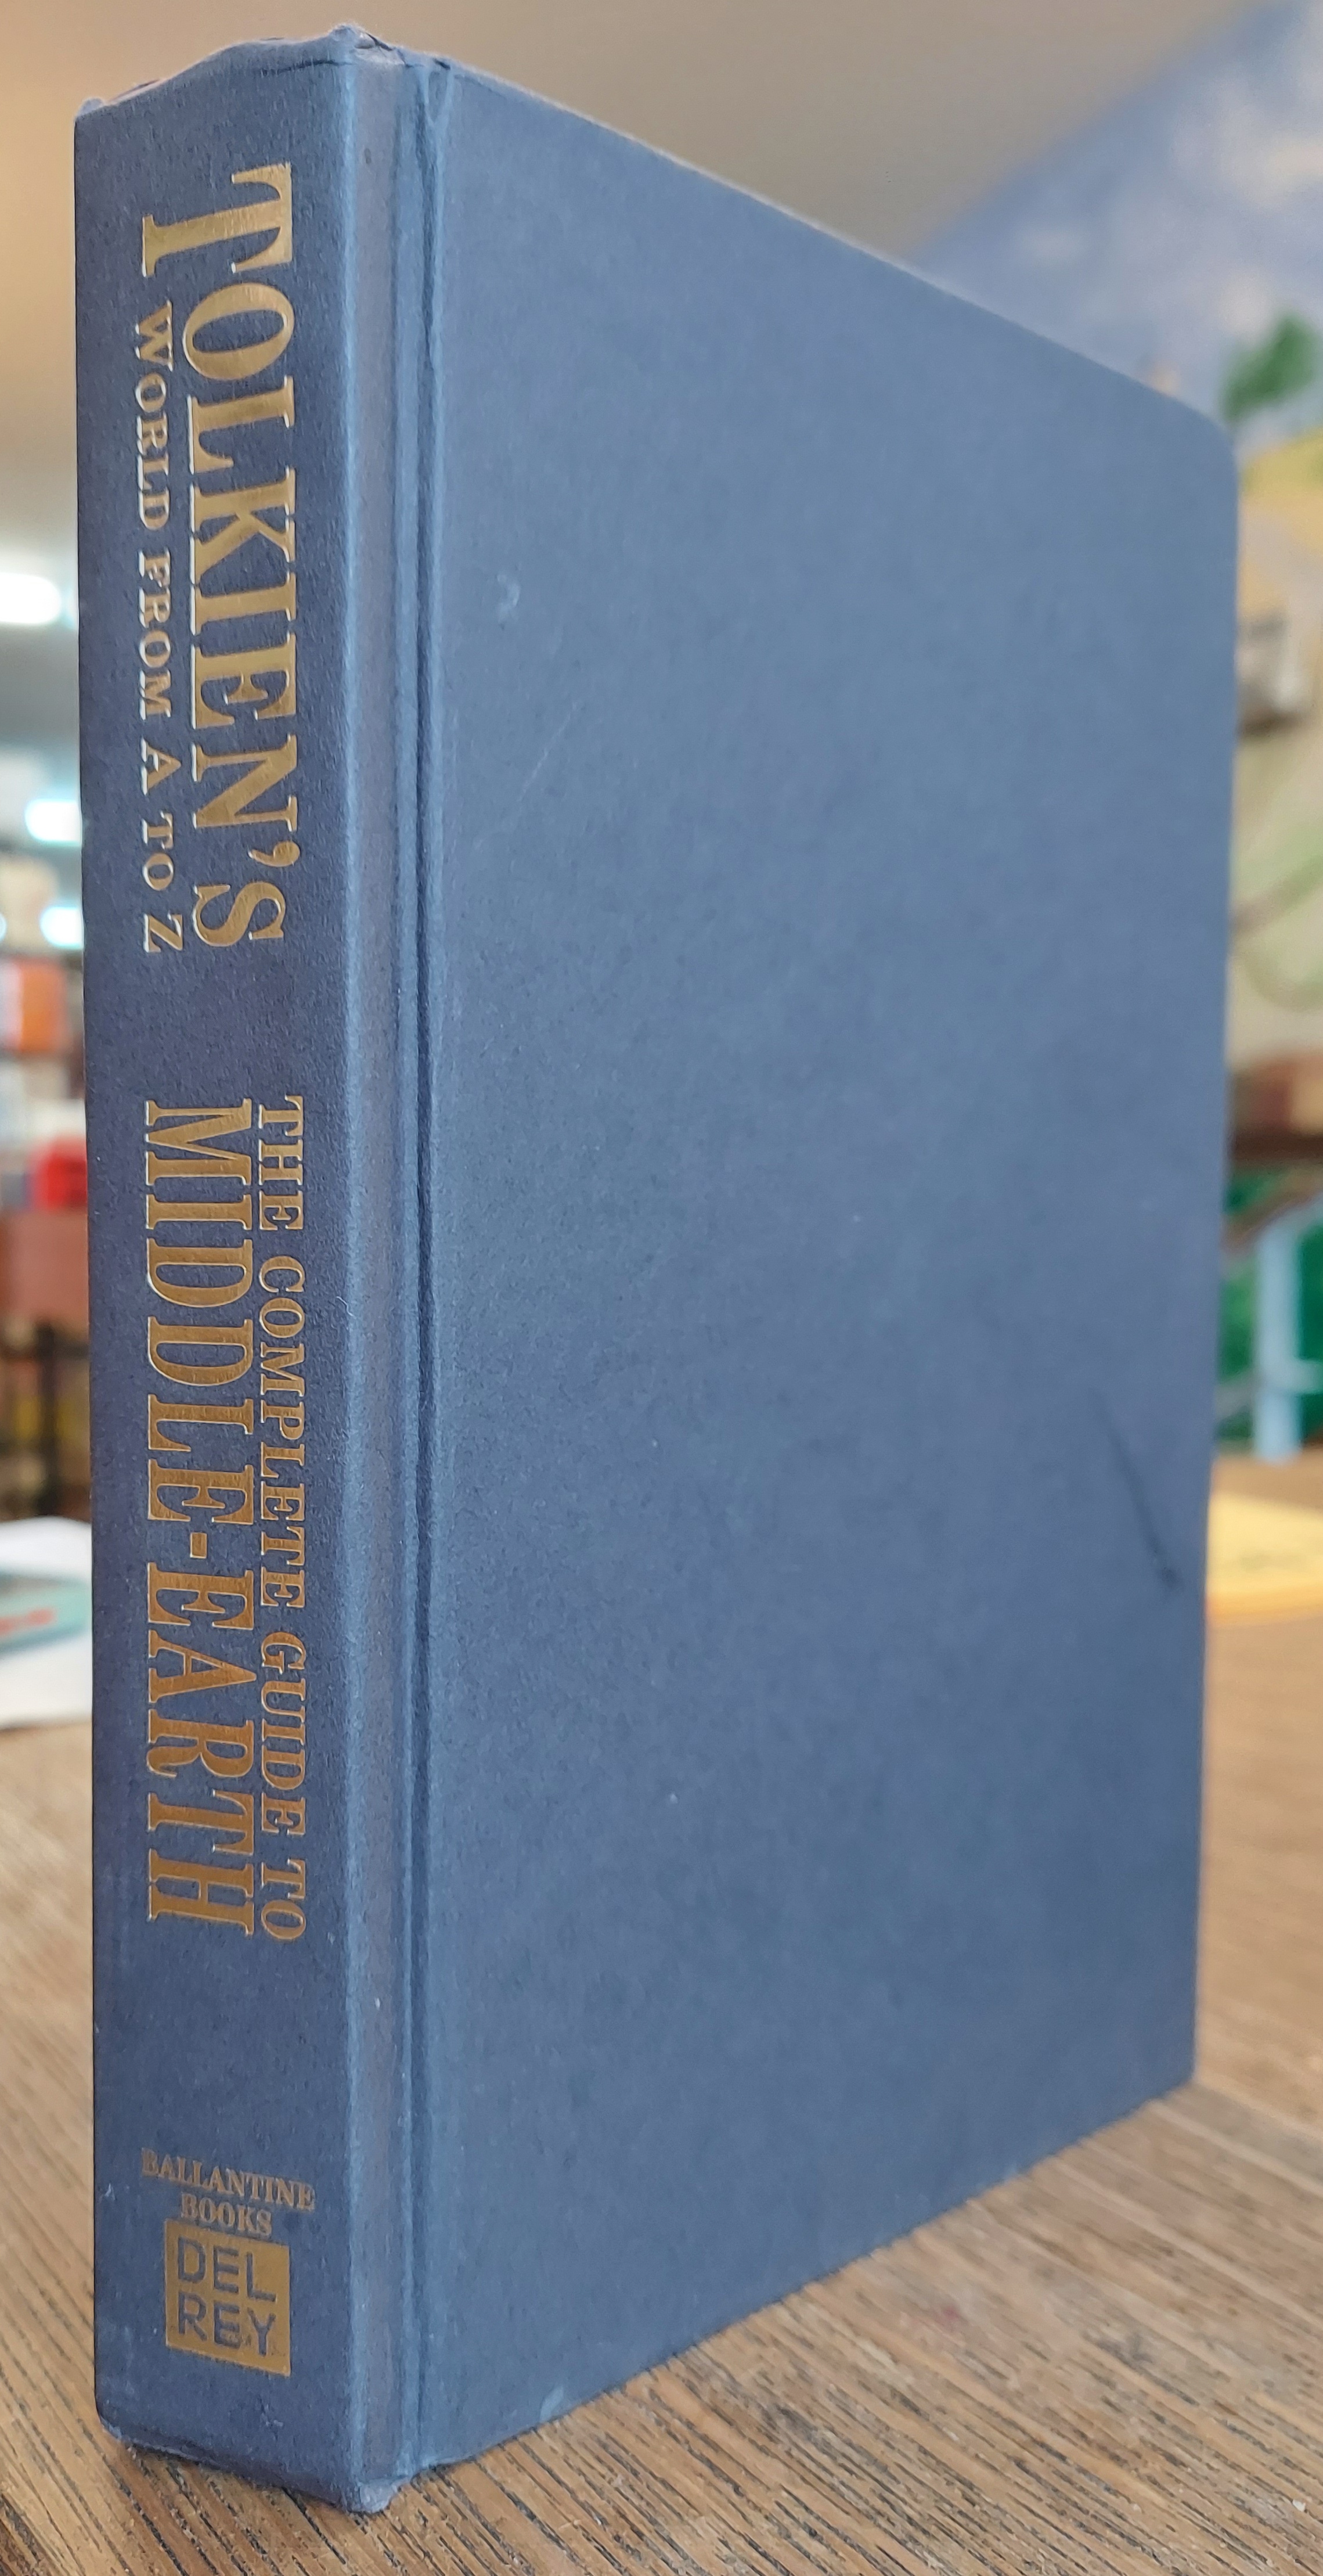 TOLKIEN'S
WORLD FROM A TO Z
THE COMPLETE GUIDE TO
MIDDLE-EARTH
BALLANTINE
BOOKS
DEL
REY